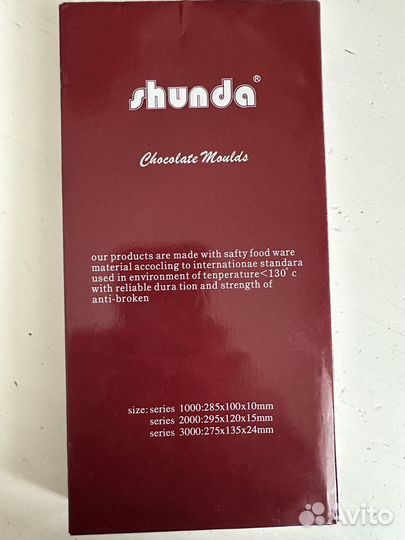 shunda®
Chocolate Moulds
our products are made with safty food ware
material accocling to internationae standara
used in environment of tenperature<130°c
with reliable dura tion and strength of
anti-broken
size: series 1000:285x100x10mm
series 2000:295x120x15mm
series 3000:275x135x24mm
Avito